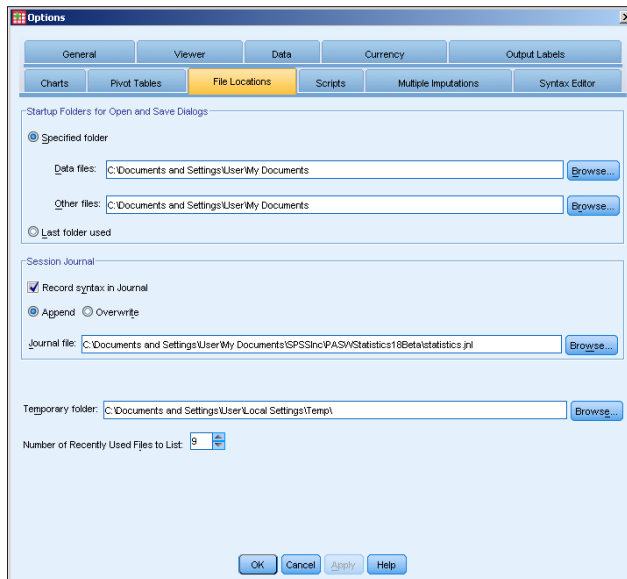 Options
General Viewer Data Currency Output Labels
Charts Pivot Tables File Locations Scripts Multiple Imputations Syntax Editor
Startup Folders for Open and Save Dialogs
Specified folder
Data files: C:\Documents and Settings\User\My Documents Browse...
Other files: C:\Documents and Settings\User\My Documents Browse...
Last folder used
Session Journal
Record syntax in Journal
Append Overwrite
Journal file: C:\Documents and Settings\User\My Documents\SPSSInc\PASWStatistics18Beta\statistics.jnl Browse...
Temporary folder: C:\Documents and Settings\User\Local Settings\Temp\ Browse...
Number of Recently Used Files to List: 9
OK Cancel Apply Help